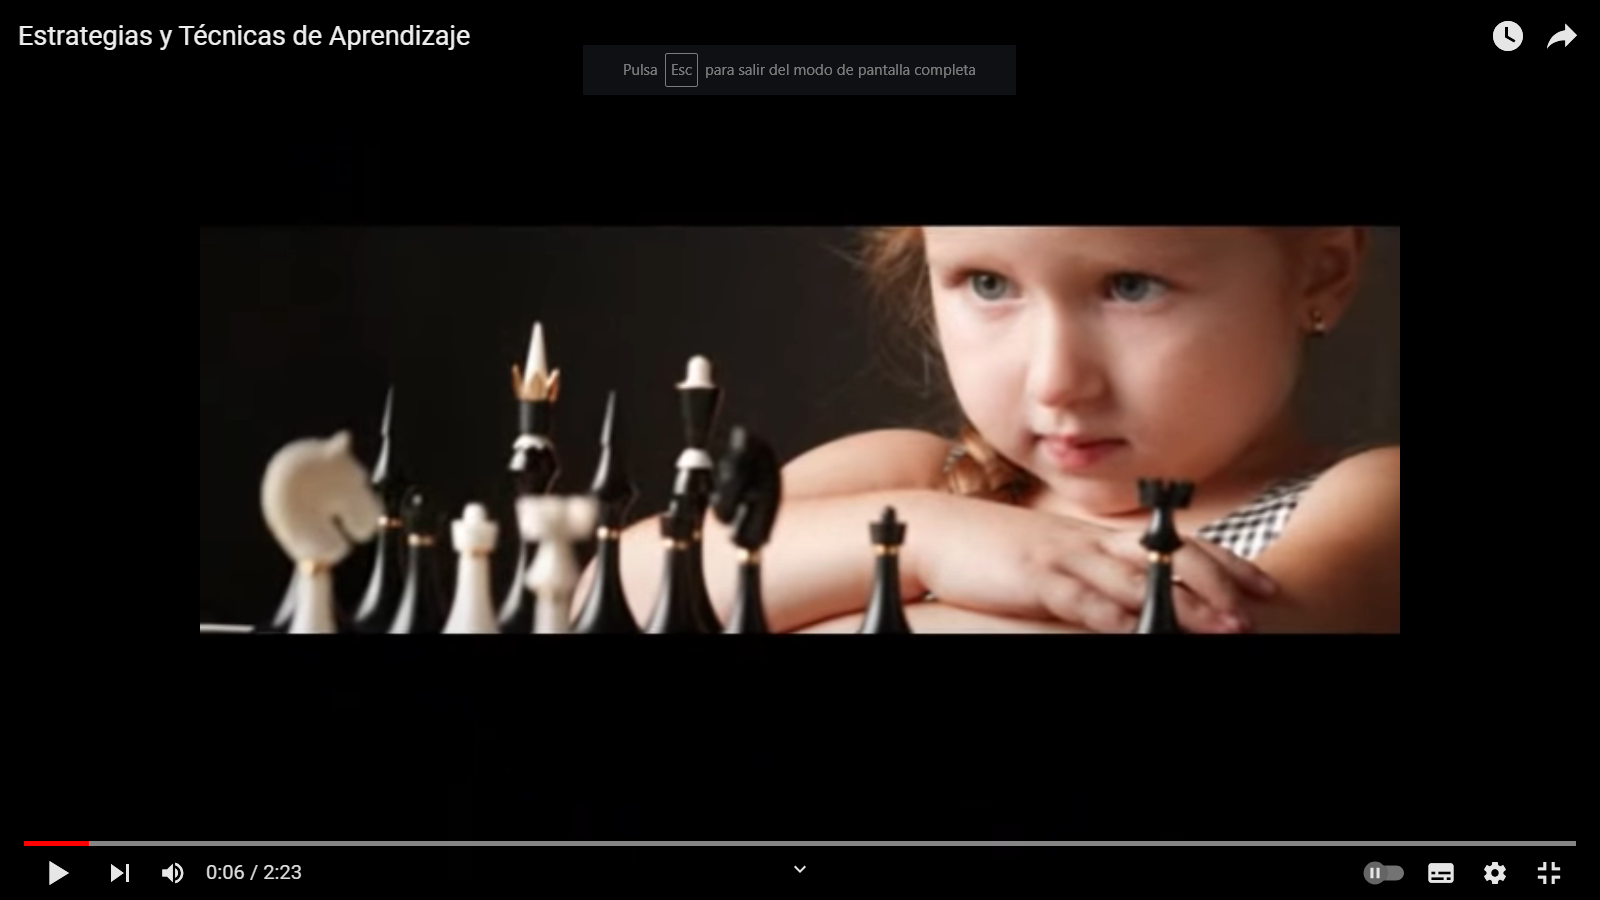 Estrategias y Técnicas de Aprendizaje
Pulsa Esc para salir del modo de pantalla completa
0:06 / 2:23